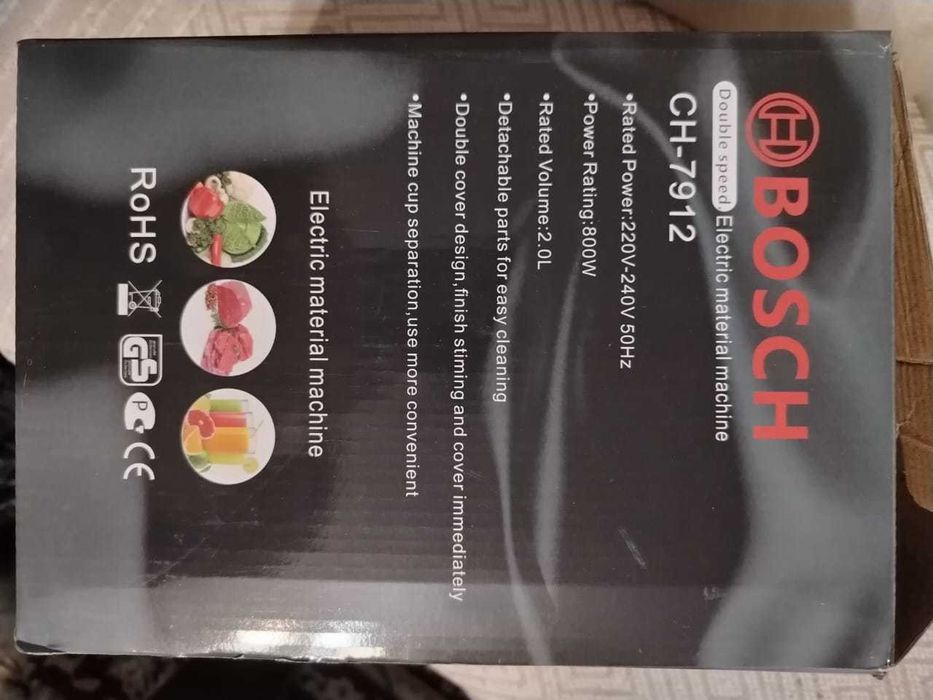 BOSCH
Double speed Electric material machine
CH-7912
•Rated Power:220V-240V 50Hz
•Power Rating:800W
•Rated Volume:2.0L
•Detachable parts for easy cleaning
•Double cover design,finish stiming and cover immediately
•Machine cup separation,use more convenient
Electric material machine
RoHS GS PC CE